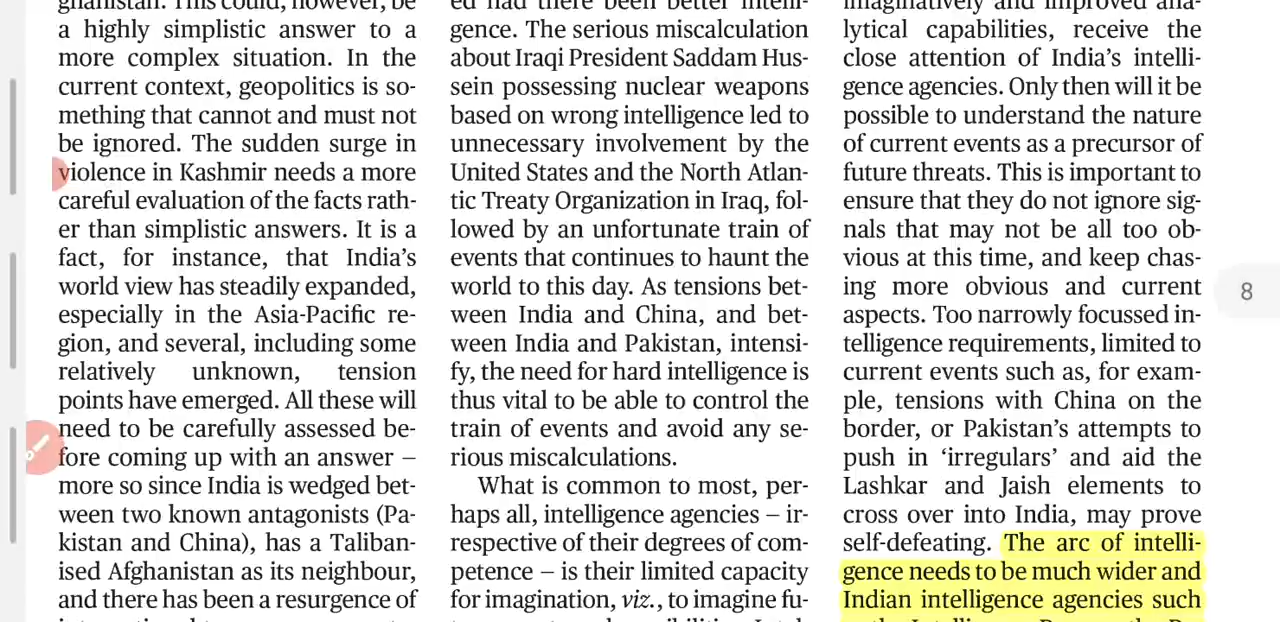 ghanistan. This could, however, be
a highly simplistic answer to a
more complex situation. In the
current context, geopolitics is so-
mething that cannot and must not
be ignored. The sudden surge in
violence in Kashmir needs a more
careful evaluation of the facts rath-
er than simplistic answers. It is a
fact, for instance, that India’s
world view has steadily expanded,
especially in the Asia-Pacific re-
gion, and several, including some
relatively unknown, tension
points have emerged. All these will
need to be carefully assessed be-
fore coming up with an answer –
more so since India is wedged bet-
ween two known antagonists (Pa-
kistan and China), has a Taliban-
ised Afghanistan as its neighbour,
and there has been a resurgence of
ed had there been better intelli-
gence. The serious miscalculation
about Iraqi President Saddam Hus-
sein possessing nuclear weapons
based on wrong intelligence led to
unnecessary involvement by the
United States and the North Atlan-
tic Treaty Organization in Iraq, fol-
lowed by an unfortunate train of
events that continues to haunt the
world to this day. As tensions bet-
ween India and China, and bet-
ween India and Pakistan, intensi-
fy, the need for hard intelligence is
thus vital to be able to control the
train of events and avoid any se-
rious miscalculations.
What is common to most, per-
haps all, intelligence agencies – ir-
respective of their degrees of com-
petence – is their limited capacity
for imagination, viz., to imagine fu-
imaginatively and improved ana-
lytical capabilities, receive the
close attention of India’s intelli-
gence agencies. Only then will it be
possible to understand the nature
of current events as a precursor of
future threats. This is important to
ensure that they do not ignore sig-
nals that may not be all too ob-
vious at this time, and keep chas-
ing more obvious and current
aspects. Too narrowly focussed in-
telligence requirements, limited to
current events such as, for exam-
ple, tensions with China on the
border, or Pakistan’s attempts to
push in ‘irregulars’ and aid the
Lashkar and Jaish elements to
cross over into India, may prove
self-defeating. The arc of intelli-
gence needs to be much wider and
Indian intelligence agencies such
8